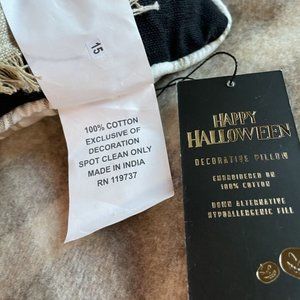 15
100% COTTON
EXCLUSIVE OF
DECORATION
SPOT CLEAN ONLY
MADE IN INDIA
RN 119737
HAPPY
HALLOWEEN
DECORATIVE PILLOW
EMBROIDERED ON
100% COTTON
DOWN ALTERNATIVE
HYPOALLERGENIC FILL